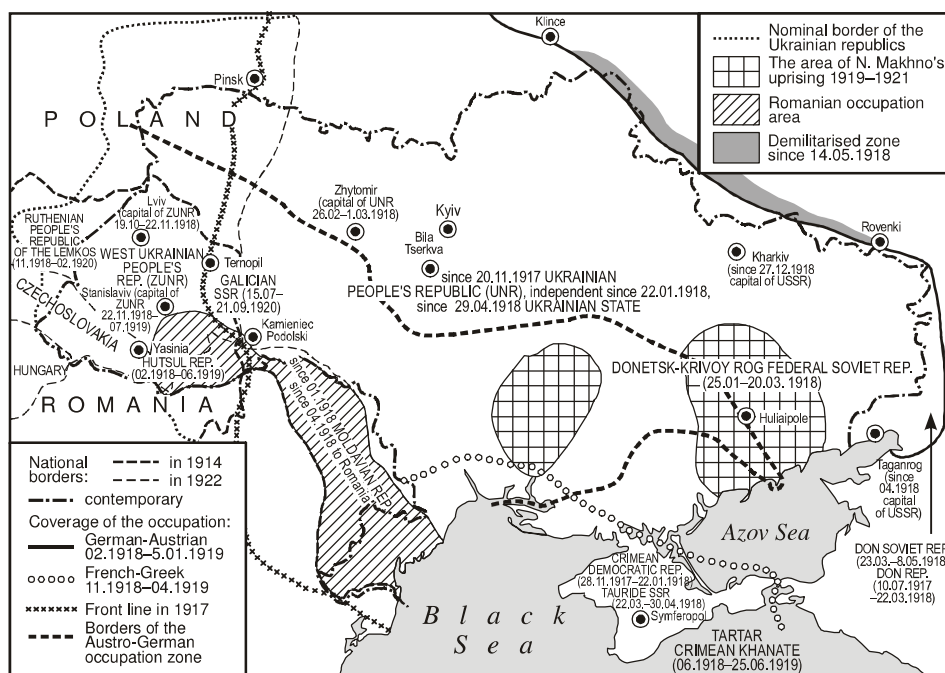 Klince
Pinsk
POLAND
Nominal border of the
Ukrainian republics
The area of N. Makhno's
uprising 1919–1921
Romanian occupation
area
Demilitarised zone
since 14.05.1918
Lviv
(capital of ZUNR
19.10–22.11.1918)
Zhytomir
(capital of UNR
26.02–1.03.1918)
Kyiv
Bila
Tserkva
Rovenki
Kharkiv
(since 27.12.1918
capital of USSR)
RUTHENIAN
PEOPLE'S
REPUBLIC
OF THE LEMKOS
(11.1918–02.1920)
WEST UKRAINIAN
PEOPLE'S
REP. (ZUNR)
Stanislaviv (capital of
ZUNR
22.11.1918–
07.1919)
Ternopil
GALICIAN
SSR (15.07–
21.09.1920)
since 20.11.1917 UKRAINIAN
PEOPLE'S REPUBLIC (UNR), independent since 22.01.1918,
since 29.04.1918 UKRAINIAN STATE
CZECHOSLOVAKIA
Kamieniec
Podolski
Yasinia
HUTSUL REP.
(02.1918–06.1919)
HUNGARY
ROMANIA
since 01.1918 MOLDAVIAN REP.
since 04.1918 to Romania
DONETSK-KRIVOY ROG FEDERAL SOVIET REP.
(25.01–20.03. 1918)
Huliaipole
Taganrog
(since
04.1918
capital
of USSR)
Azov Sea
DON SOVIET REP.
(23.03.–8.05.1918)
DON REP.
(10.07.1917
–22.03.1918)
CRIMEAN
DEMOCRATIC REP.
(28.11.1917–22.01.1918)
TAURIDE SSR
(22.03.–30.04.1918)
Symferopol
Black
Sea
TARTAR
CRIMEAN KHANATE
(06.1918–25.06.1919)
National
borders:
in 1914
in 1922
contemporary
Coverage of the occupation:
German-Austrian
02.1918–5.01.1919
French-Greek
11.1918–04.1919
Front line in 1917
Borders of the
Austro-German
occupation zone